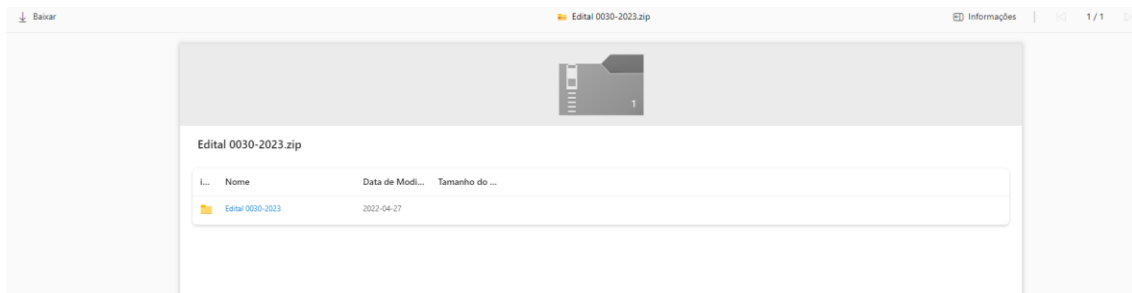 Baixar Edital 0030-2023.zip Informações | 1 / 1
1
Edital 0030-2023.zip
i... Nome Data de Modi... Tamanho do ...
Edital 0030-2023 2022-04-27